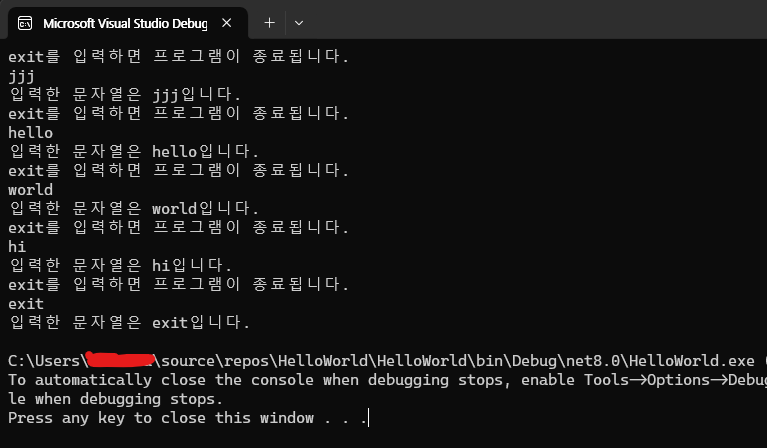 Microsoft Visual Studio Debug
exit를 입력하면 프로그램이 종료됩니다.
jjj
입력한 문자열은 jjj입니다.
exit를 입력하면 프로그램이 종료됩니다.
hello
입력한 문자열은 hello입니다.
exit를 입력하면 프로그램이 종료됩니다.
world
입력한 문자열은 world입니다.
exit를 입력하면 프로그램이 종료됩니다.
hi
입력한 문자열은 hi입니다.
exit를 입력하면 프로그램이 종료됩니다.
exit
입력한 문자열은 exit입니다.
C:\Users\ \source\repos\HelloWorld\HelloWorld\bin\Debug\net8.0\HelloWorld.exe (
To automatically close the console when debugging stops, enable Tools->Options->Debug
le when debugging stops.
Press any key to close this window . . .